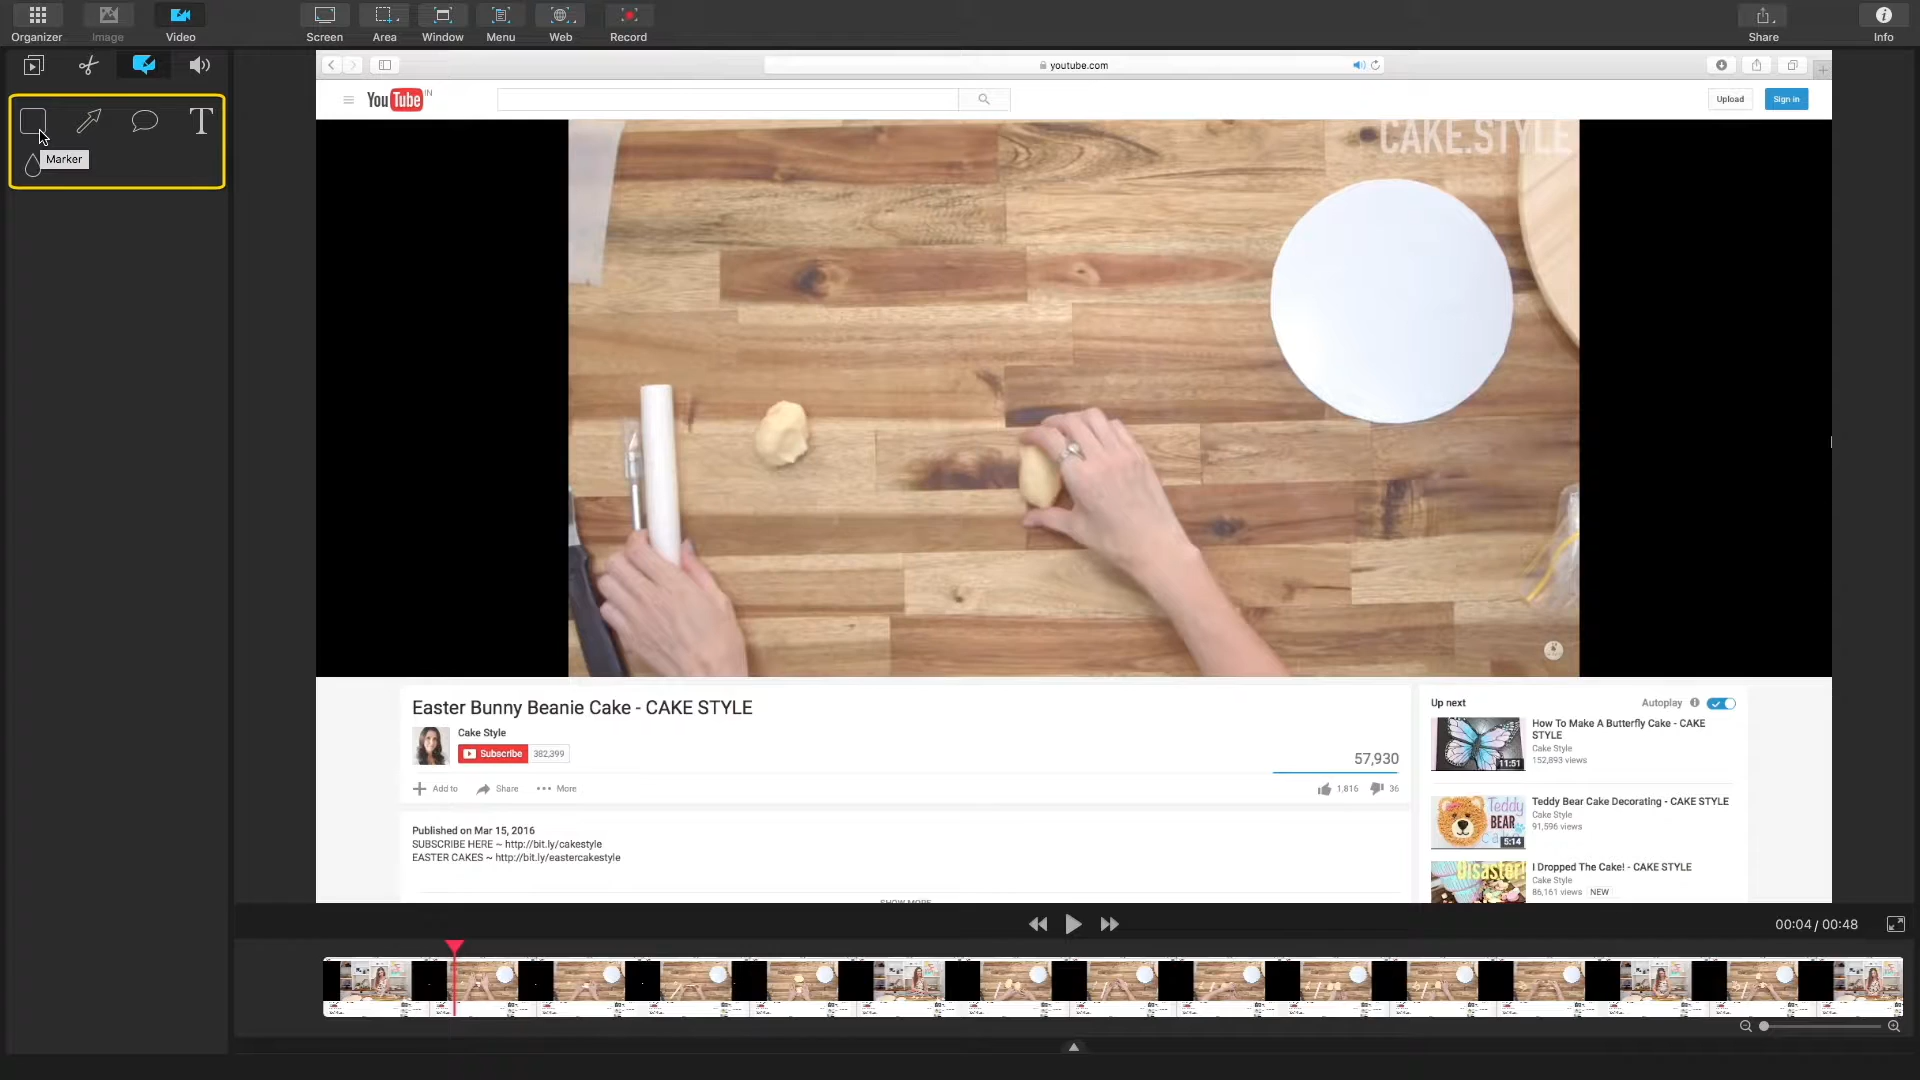 Organizer
Image
Video
Screen
Area
Window
Menu
Web
Record
Share
Info
youtube.com
YouTube IN
Upload
Sign in
Marker
T
CAKE.STYLE
Easter Bunny Beanie Cake - CAKE STYLE
Cake Style
Subscribe 382,399
57,930
Add to
Share
More
1,816
36
Published on Mar 15, 2016
SUBSCRIBE HERE ~ http://bit.ly/cakestyle
EASTER CAKES ~ http://bit.ly/eastercakestyle
SHOW MORE
Up next
Autoplay
How To Make A Butterfly Cake - CAKE
STYLE
Cake Style
152,893 views
11:51
Teddy Bear Cake Decorating - CAKE STYLE
Cake Style
91,596 views
Teddy
BEAR
cake
5:14
I Dropped The Cake! - CAKE STYLE
Cake Style
86,161 views NEW
Disaster!
00:04 / 00:48